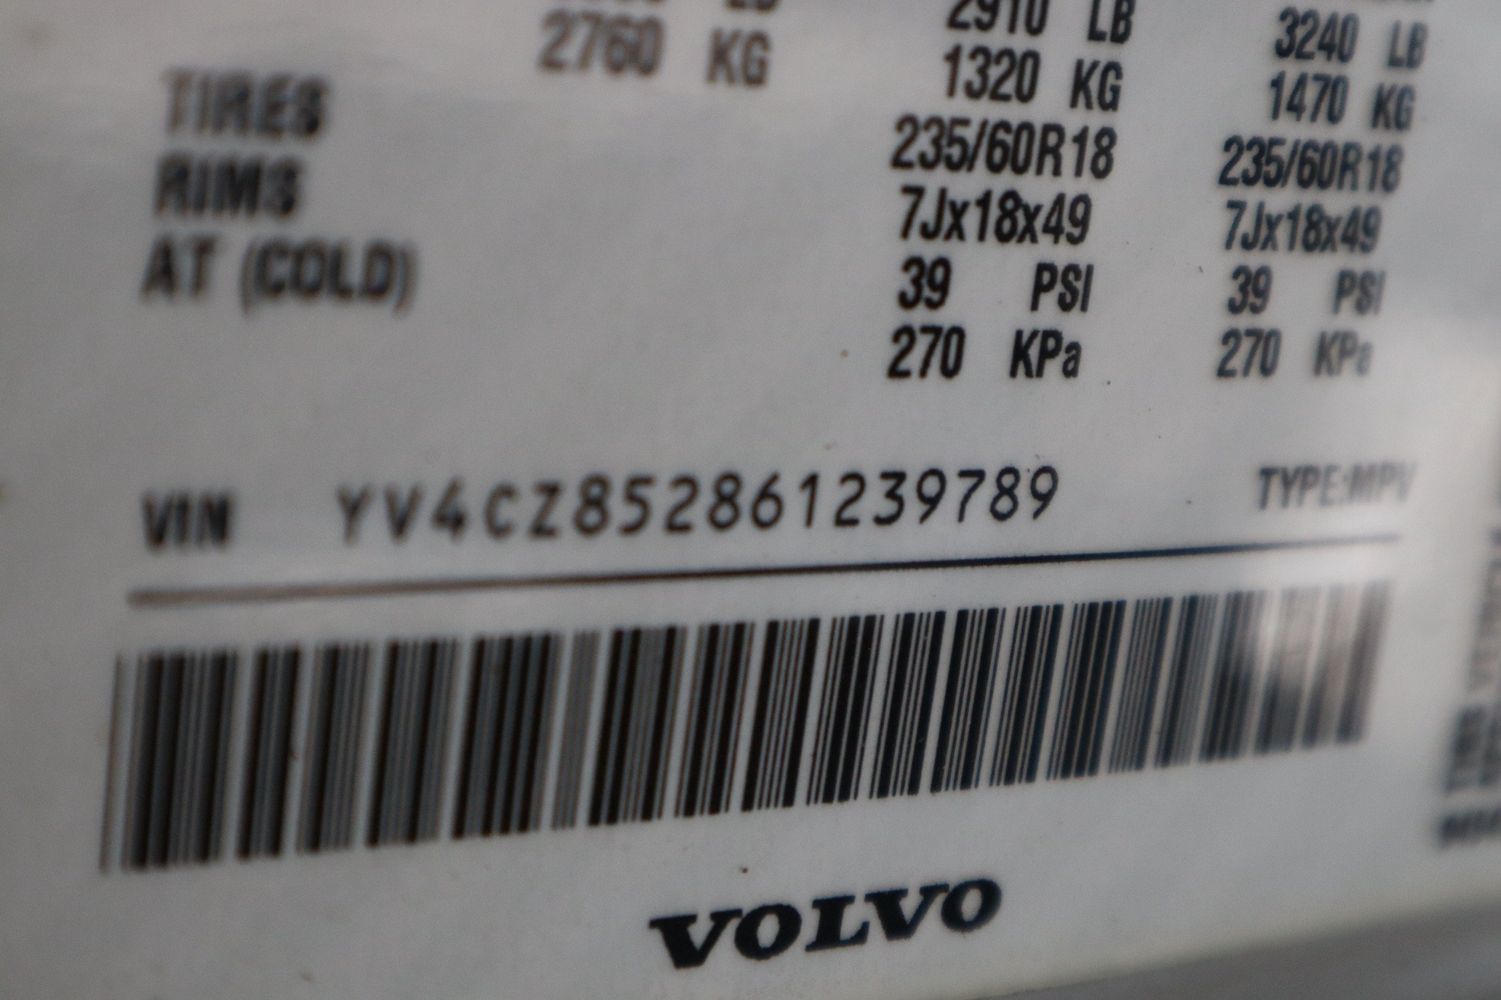 2760 KG 2910 LB 3240 LB
1320 KG 1470 KG
TIRES 235/60R18 235/60R18
RIMS 7Jx18x49 7Jx18x49
AT (COLD) 39 PSI 39 PSI
270 KPa 270 KPa
VIN YV4CZ852861239789 TYPE:MPV
VOLVO